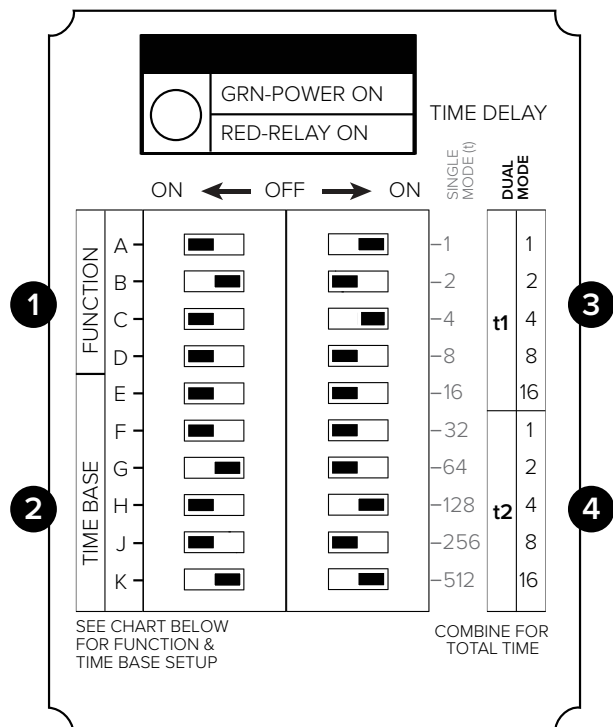 GRN-POWER ON
RED-RELAY ON
TIME DELAY
SINGLE
MODE (t)
DUAL
MODE
ON OFF ON
FUNCTION
TIME BASE
A
B
C
D
E
F
G
H
J
K
1
2
3
4
-1
-2
-4
-8
-16
-32
-64
-128
-256
-512
t1
1
2
4
8
16
t2
1
2
4
8
16
SEE CHART BELOW
FOR FUNCTION &
TIME BASE SETUP
COMBINE FOR
TOTAL TIME